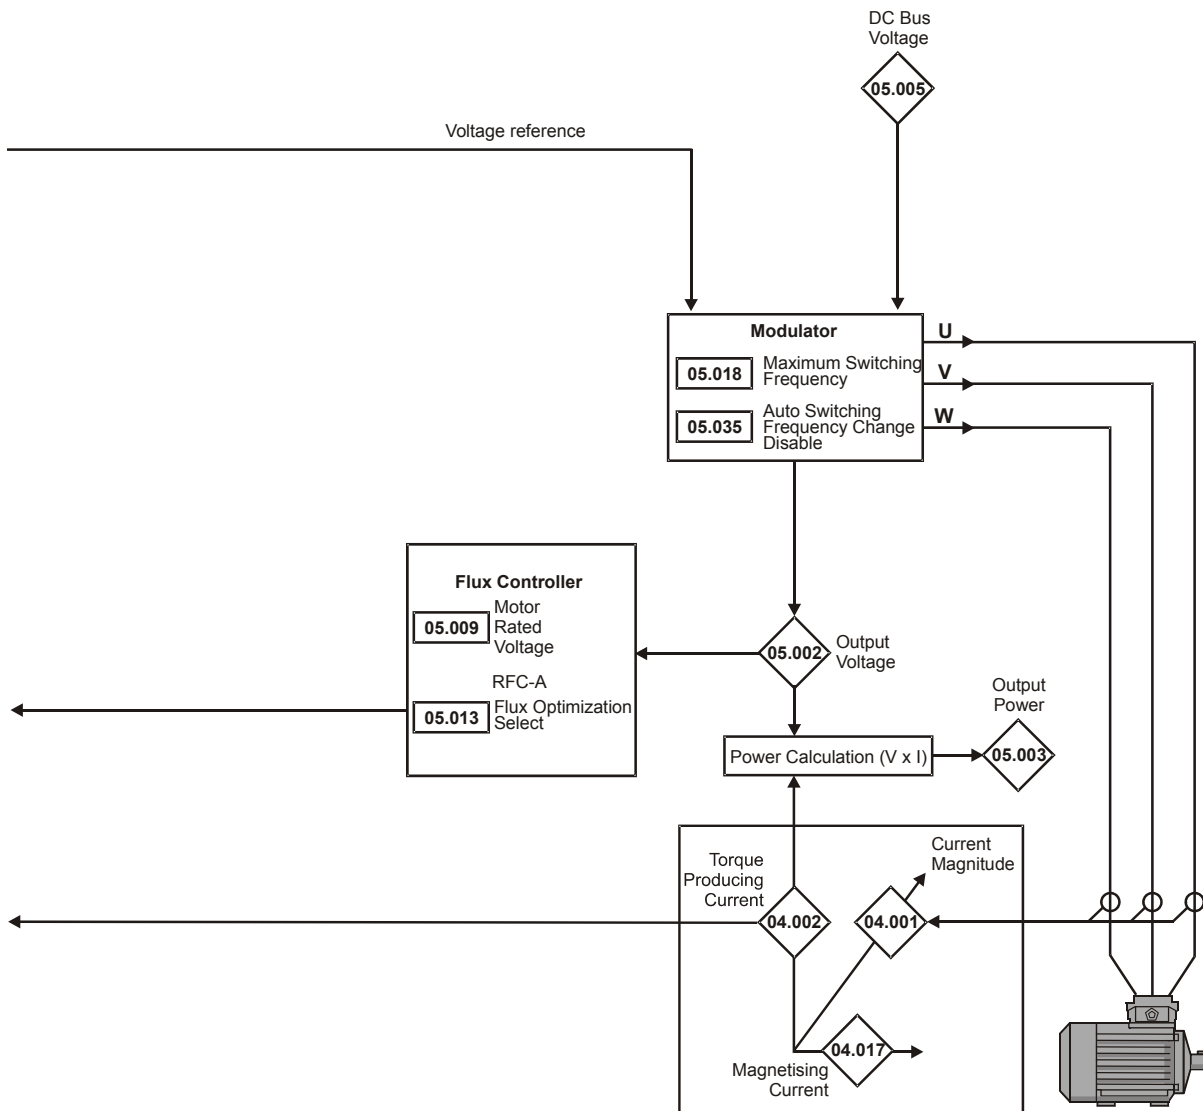 DC Bus
Voltage
05.005
Voltage reference
Modulator
05.018
Maximum Switching
Frequency
05.035
Auto Switching
Frequency Change
Disable
U
V
W
Flux Controller
05.009
Motor
Rated
Voltage
RFC-A
05.013
Flux Optimization
Select
05.002
Output
Voltage
Output
Power
05.003
Power Calculation (V x I)
Torque
Producing
Current
04.002
Current
Magnitude
04.001
04.017
Magnetising
Current